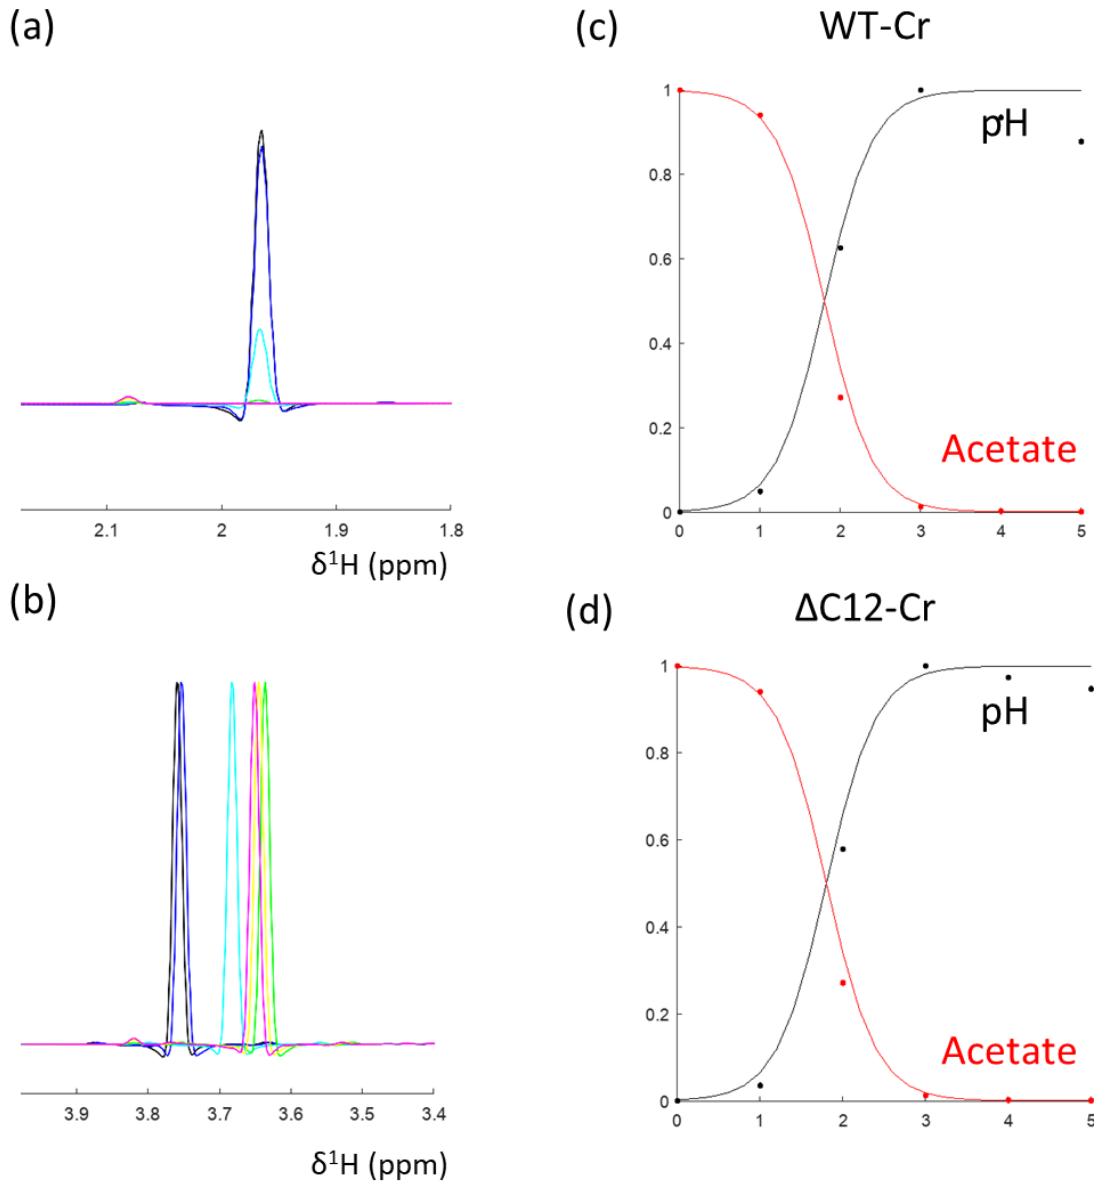 (a)
2.1 2 1.9 1.8
δ¹H (ppm)
(b)
3.9 3.8 3.7 3.6 3.5 3.4
δ¹H (ppm)
(c) WT-Cr
1
0.8
0.6
0.4
0.2
0
0 1 2 3 4 5
pH
Acetate
(d) ΔC12-Cr
1
0.8
0.6
0.4
0.2
0
0 1 2 3 4 5
pH
Acetate